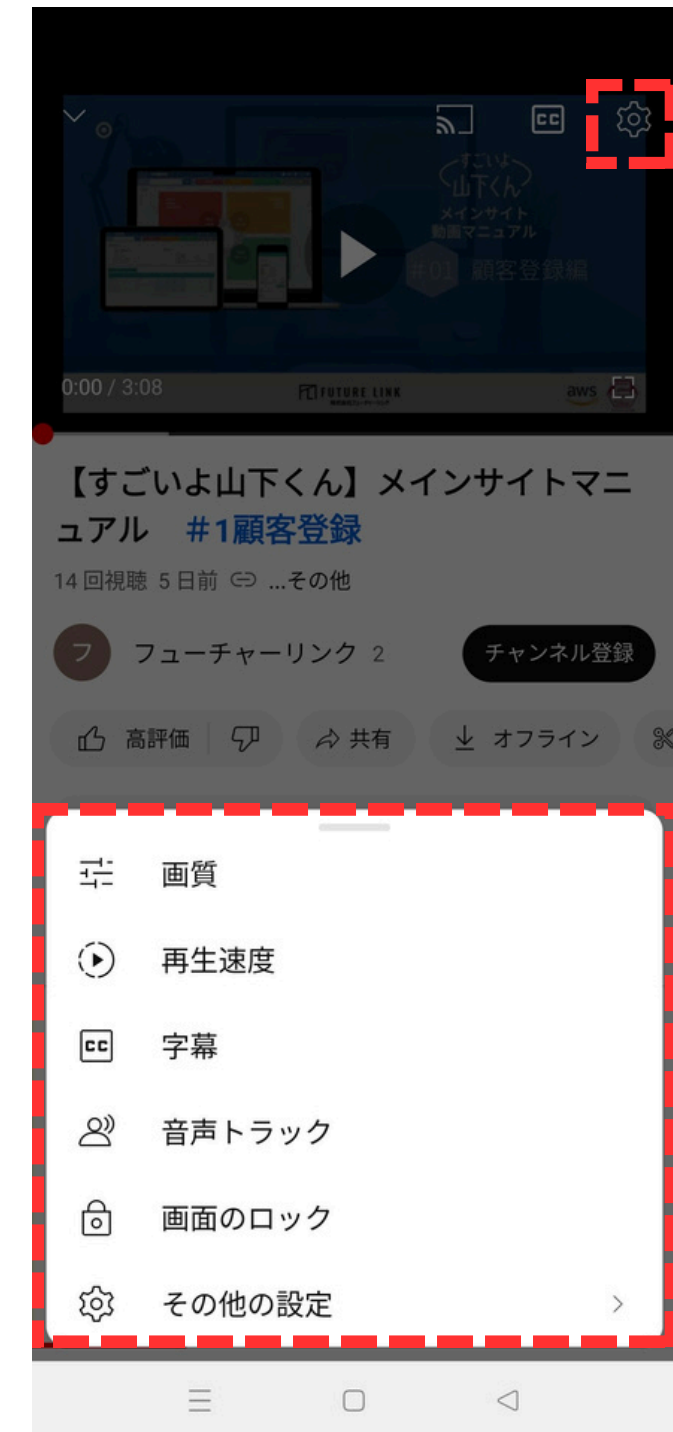 CC
すごいよ
山下くん
メインサイト
動画マニュアル
#01 顧客登録編
0:00 / 3:08
FUTURE LINK
aws
【すごいよ山下くん】メインサイトマニ
ュアル #1顧客登録
14 回視聴 5 日前 ...その他
フ フューチャーリンク 2 チャンネル登録
高評価 共有 オフライン
画質
再生速度
CC 字幕
音声トラック
画面のロック
その他の設定